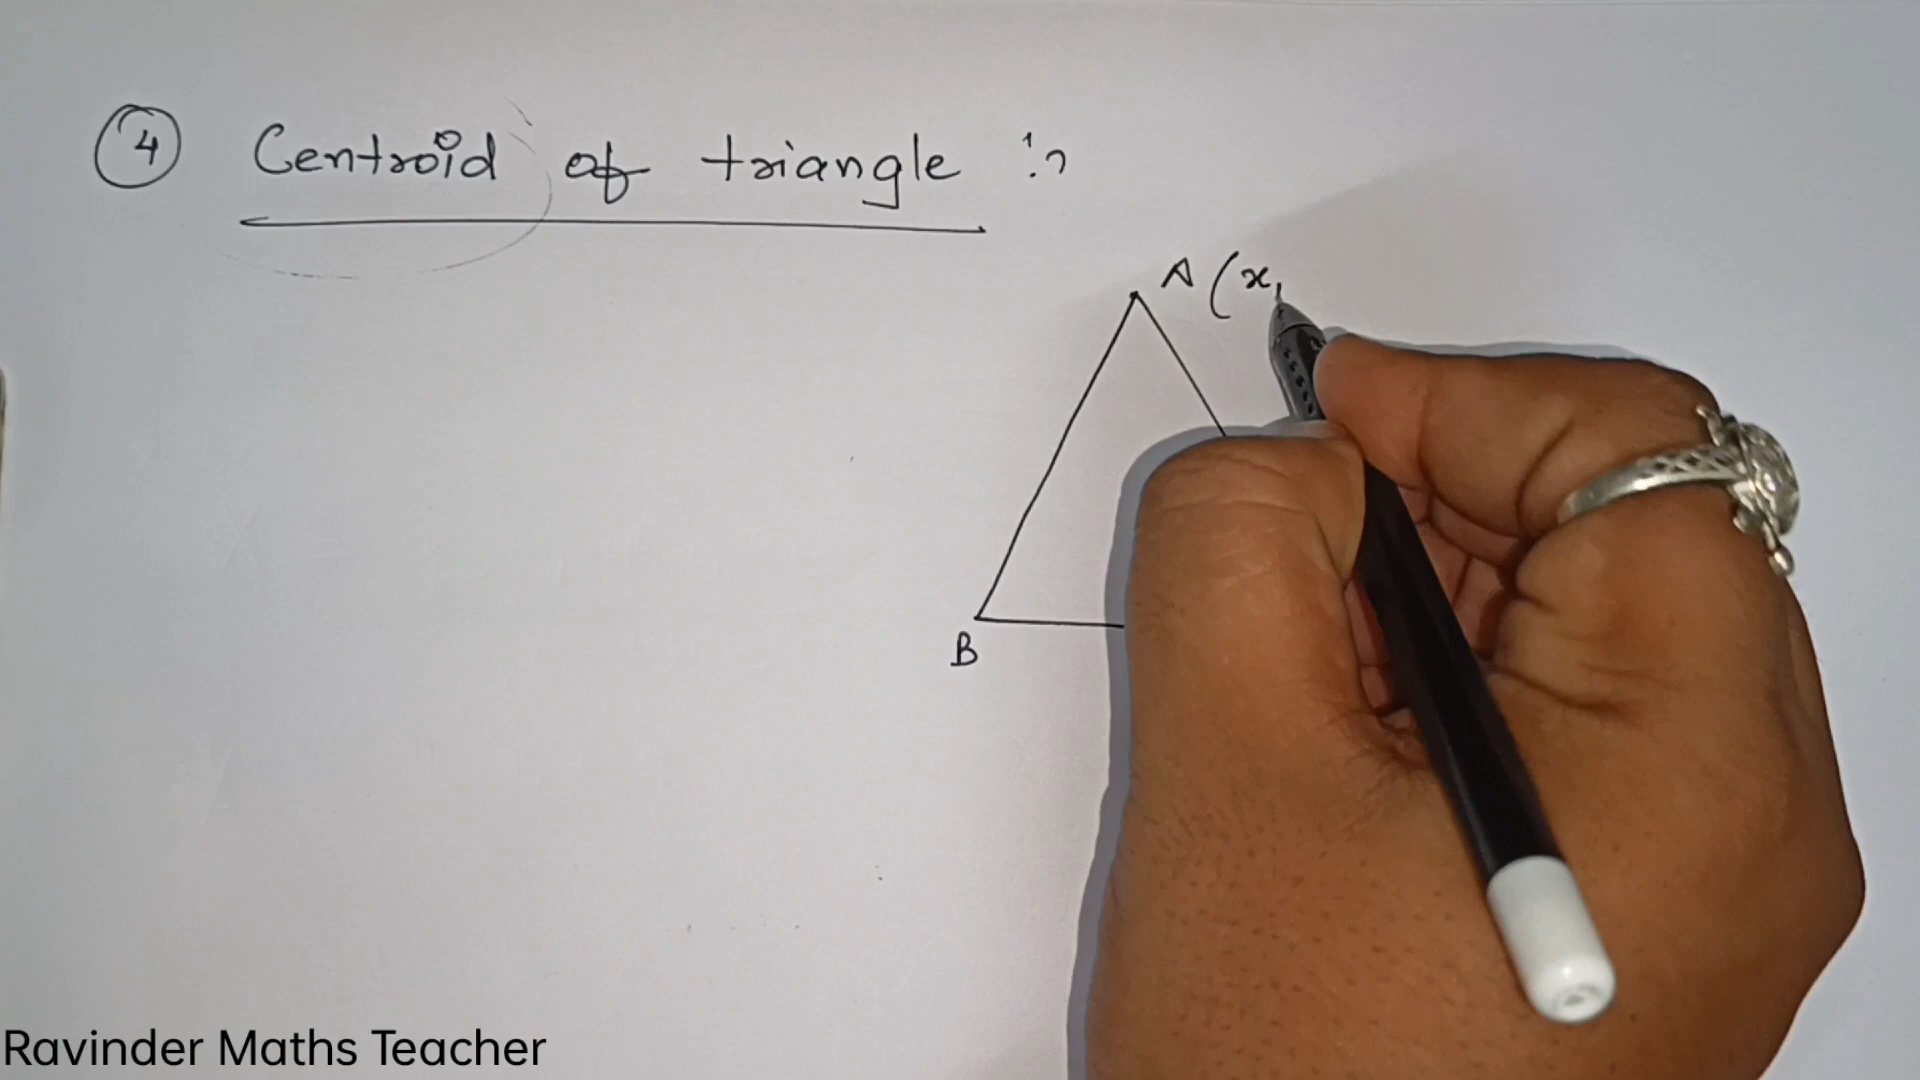 4 Centroid of triangle :-
A (x,
B
Ravinder Maths Teacher